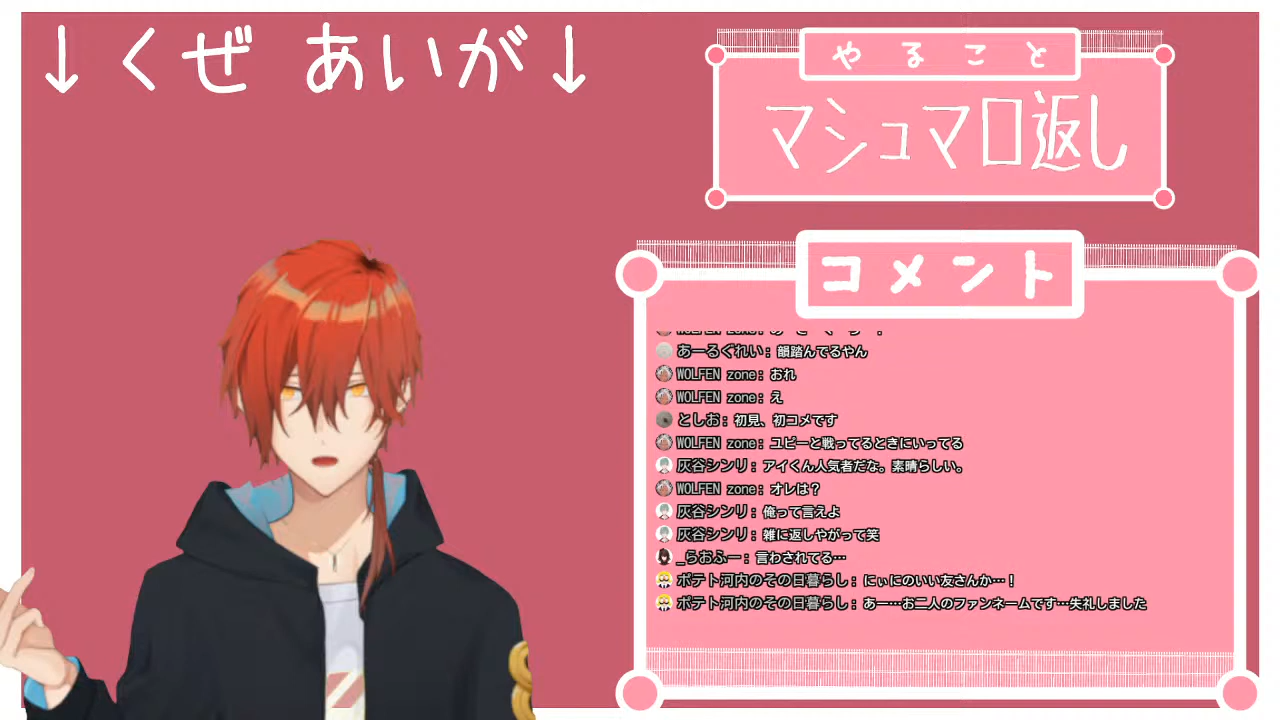 ↓くぜ あいが↓
やること
マシュマロ返し
コメント
あーるぐれい: 韻踏んでるやん
WOLFEN zone: おれ
WOLFEN zone: え
としお: 初見、初コメです
WOLFEN zone: ユピーと戦ってるときにいってる
灰谷シンリ: アイくん人気者だな。素晴らしい。
WOLFEN zone: オレは？
灰谷シンリ: 俺って言えよ
灰谷シンリ: 雑に返しやがって笑
_らおふー: 言わされてる…
ポテト河内のその日暮らし: にぃにのいい友さんか…！
ポテト河内のその日暮らし: あー…お二人のファンネームです…失礼しました